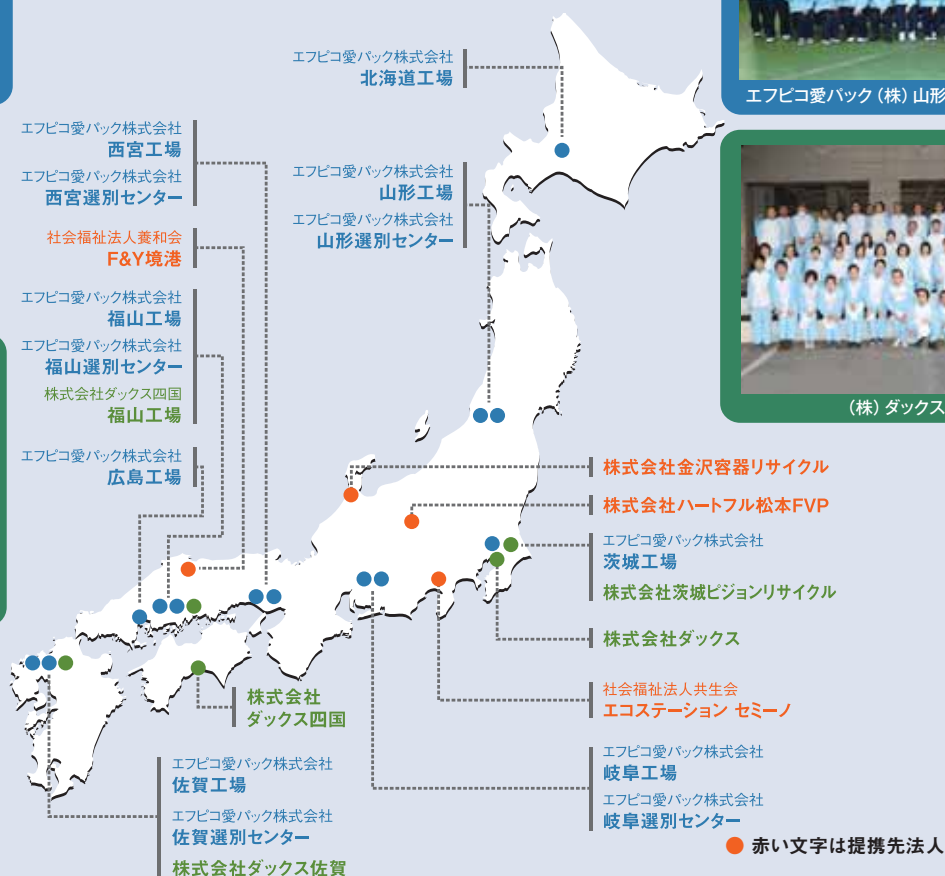 エフピコ愛パック株式会社
北海道工場
エフピコ愛パック株式会社
西宮工場
エフピコ愛パック株式会社
西宮選別センター
社会福祉法人養和会
F&Y境港
エフピコ愛パック株式会社
福山工場
エフピコ愛パック株式会社
福山選別センター
株式会社ダックス四国
福山工場
エフピコ愛パック株式会社
広島工場
エフピコ愛パック株式会社
山形工場
エフピコ愛パック株式会社
山形選別センター
エフピコ愛パック（株）山形
（株）ダックス
株式会社金沢容器リサイクル
株式会社ハートフル松本FVP
エフピコ愛パック株式会社
茨城工場
株式会社茨城ピジョンリサイクル
株式会社ダックス
社会福祉法人共生会
エコステーション セミーノ
エフピコ愛パック株式会社
岐阜工場
エフピコ愛パック株式会社
岐阜選別センター
株式会社
ダックス四国
エフピコ愛パック株式会社
佐賀工場
エフピコ愛パック株式会社
佐賀選別センター
株式会社ダックス佐賀
赤い文字は提携先法人